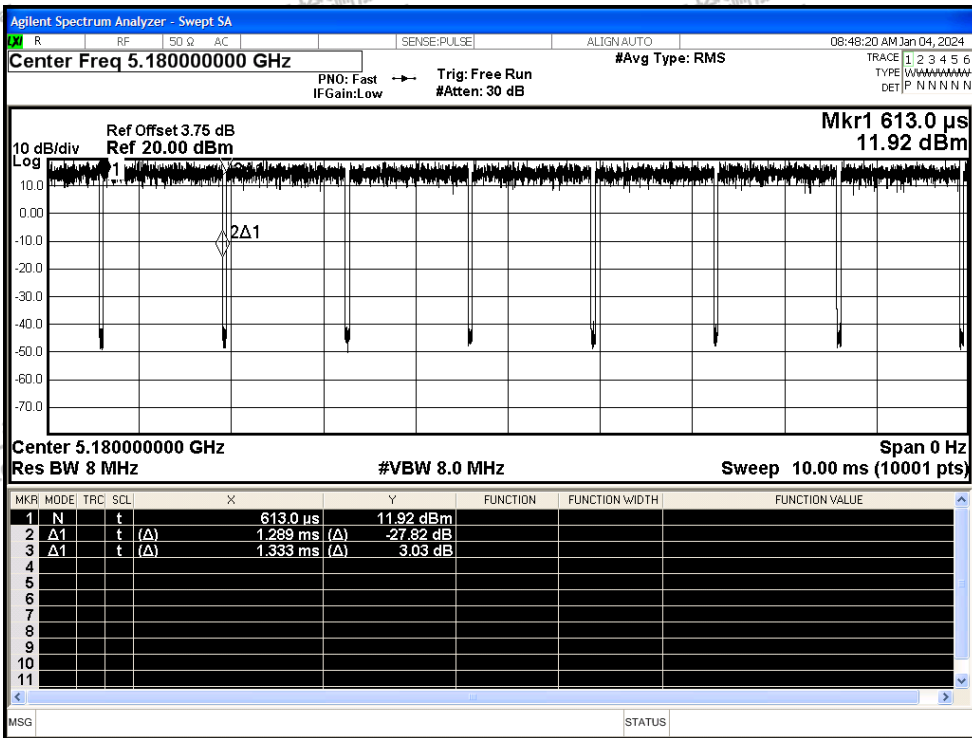 Agilent Spectrum Analyzer - Swept SA
LXI R RF 50 Ω AC SENSE:PULSE ALIGN AUTO 08:48:20 AM Jan 04, 2024
Center Freq 5.180000000 GHz #Avg Type: RMS TRACE 1 2 3 4 5 6
PNO: Fast Trig: Free Run TYPE
IFGain:Low #Atten: 30 dB DET P N N N N N
Mkr1 613.0 µs
Ref Offset 3.75 dB
10 dB/div Ref 20.00 dBm 11.92 dBm
Log
1
10.0
0.00
2Δ1
-10.0
-20.0
-30.0
-40.0
-50.0
-60.0
-70.0
Center 5.180000000 GHz Span 0 Hz
Res BW 8 MHz #VBW 8.0 MHz Sweep 10.00 ms (10001 pts)
MKR MODE TRC SCL X Y FUNCTION FUNCTION WIDTH FUNCTION VALUE
1 N t 613.0 µs 11.92 dBm
2 Δ1 t (Δ) 1.289 ms (Δ) -27.82 dB
3 Δ1 t (Δ) 1.333 ms (Δ) 3.03 dB
4
5
6
7
8
9
10
11
MSG STATUS